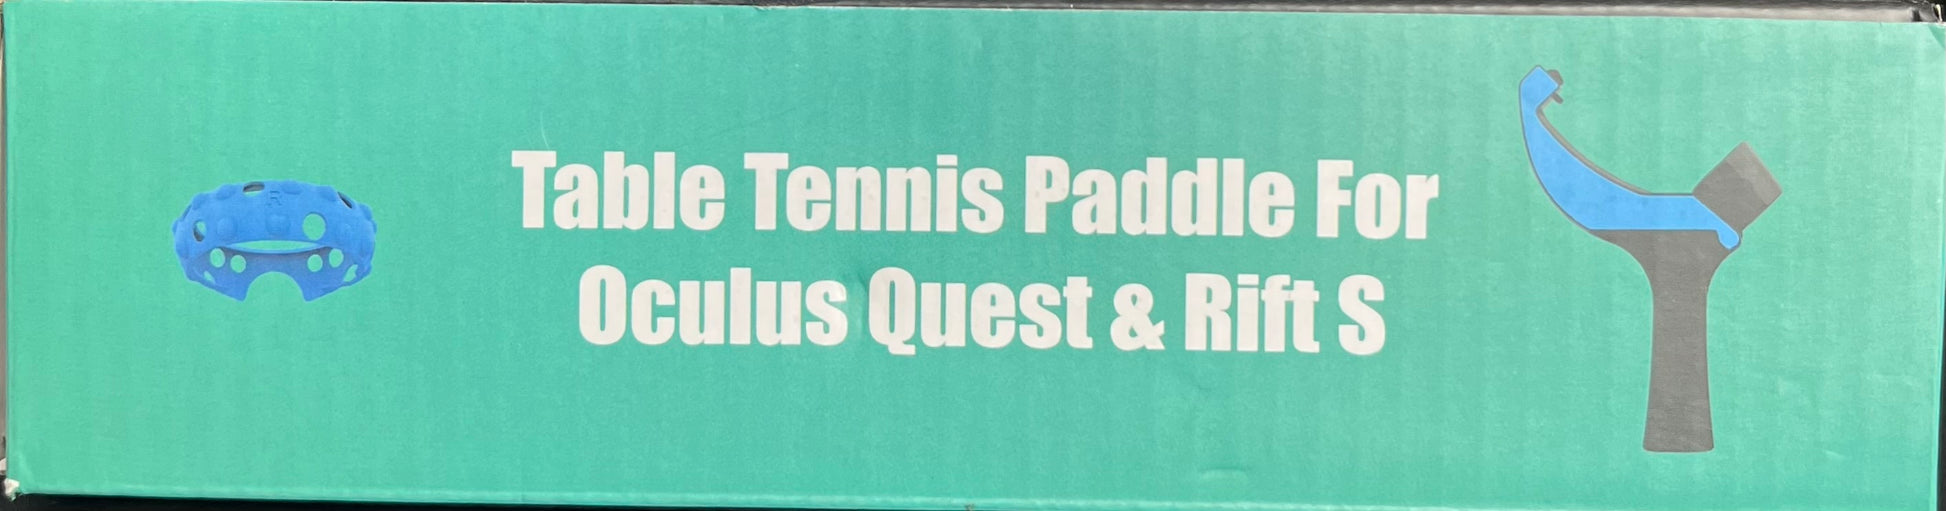 Table Tennis Paddle For
Oculus Quest & Rift S
R